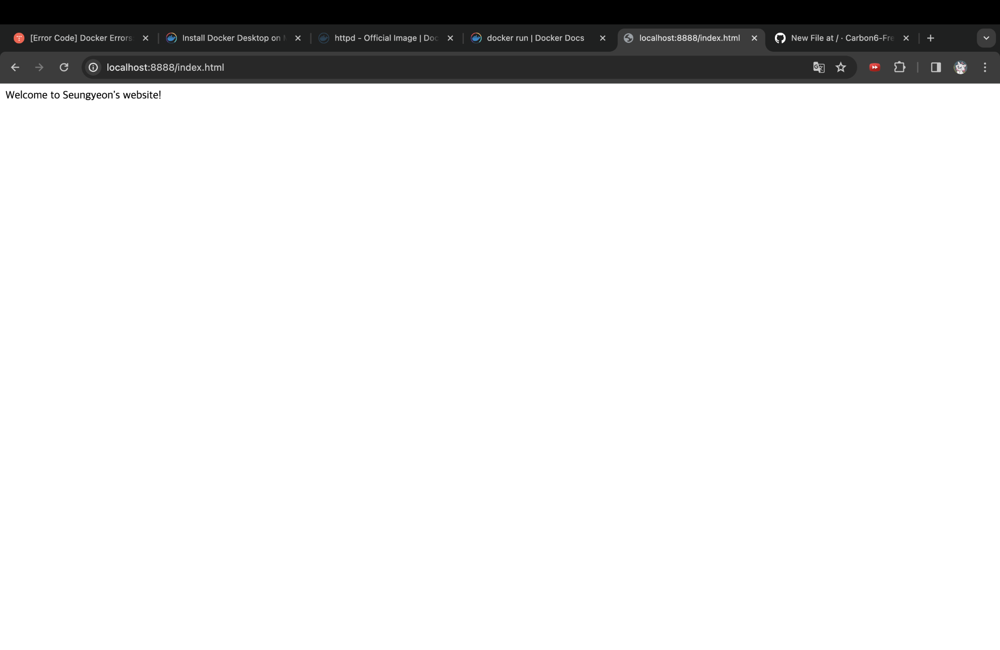 [Error Code] Docker Errors
Install Docker Desktop on
httpd - Official Image | Doc
docker run | Docker Docs
localhost:8888/index.html
New File at / · Carbon6-Fre
localhost:8888/index.html
Welcome to Seungyeon's website!